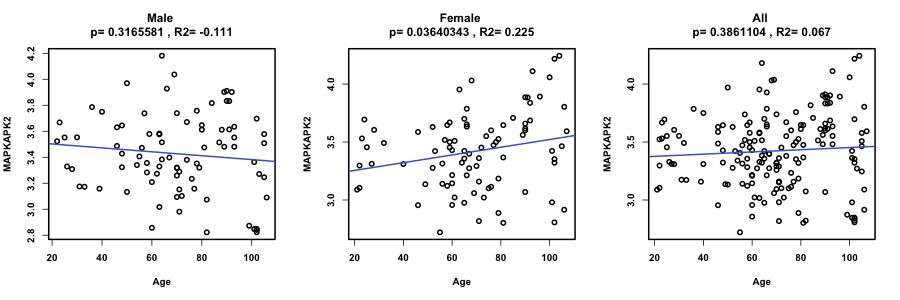 Male
p= 0.3165581 , R2= -0.111
MAPKAPK2
4.2
4.0
3.8
3.6
3.4
3.2
3.0
2.8
20 40 60 80 100
Age
Female
p= 0.03640343 , R2= 0.225
MAPKAPK2
4.0
3.5
3.0
20 40 60 80 100
Age
All
p= 0.3861104 , R2= 0.067
MAPKAPK2
4.0
3.5
3.0
20 40 60 80 100
Age